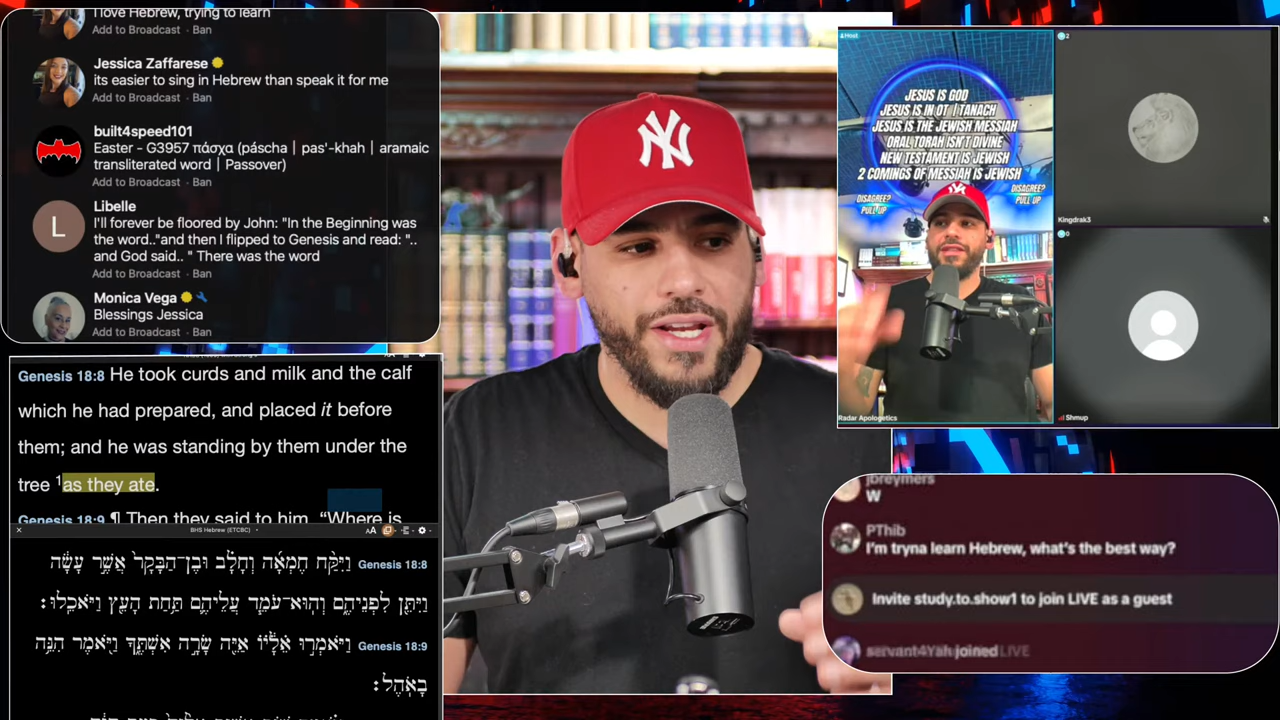 I love Hebrew, trying to learn
Add to Broadcast · Ban
Jessica Zaffarese
its easier to sing in Hebrew than speak it for me
Add to Broadcast · Ban
built4speed101
Easter - G3957 πάσχα (páscha | pas'-khah | aramaic
transliterated word | Passover)
Add to Broadcast · Ban
L
Libelle
I'll forever be floored by John: "In the Beginning was
the word.."and then I flipped to Genesis and read: "..
and God said.. " There was the word
Add to Broadcast · Ban
Monica Vega
Blessings Jessica
Add to Broadcast · Ban
Genesis 18:8 He took curds and milk and the calf
which he had prepared, and placed it before
them; and he was standing by them under the
tree ¹as they ate.
Genesis 18:9 ¶ Then they said to him, “Where is
BHS Hebrew (ETCBC)
AA
Genesis 18:8 וַיִּקַּ֨ח חֶמְאָ֜ה וְחָלָ֗ב וּבֶן־הַבָּקָר֙ אֲשֶׁ֣ר עָשָׂ֔ה
וַיִּתֵּ֖ן לִפְנֵיהֶ֑ם וְהֽוּא־עֹמֵ֧ד עֲלֵיהֶ֛ם תַּ֥חַת הָעֵ֖ץ וַיֹּאכֵֽלוּ׃
Genesis 18:9 וַיֹּאמְר֣וּ אֵלָ֔יו אַיֵּ֖ה שָׂרָ֣ה אִשְׁתֶּ֑ךָ וַיֹּ֖אמֶר הִנֵּ֥ה
בָאֹֽהֶל׃
NY
Host
JESUS IS GOD
JESUS IS IN OT | TANACH
JESUS IS THE JEWISH MESSIAH
ORAL TORAH ISN'T DIVINE
NEW TESTAMENT IS JEWISH
2 COMINGS OF MESSIAH IS JEWISH
DISAGREE?
PULL UP
DISAGREE?
PULL UP
Radar Apologetics
2
Kingdrak3
0
Shmup
jbreymers
W
PThib
I'm tryna learn Hebrew, what's the best way?
Invite study.to.show1 to join LIVE as a guest
servant4Yah joined